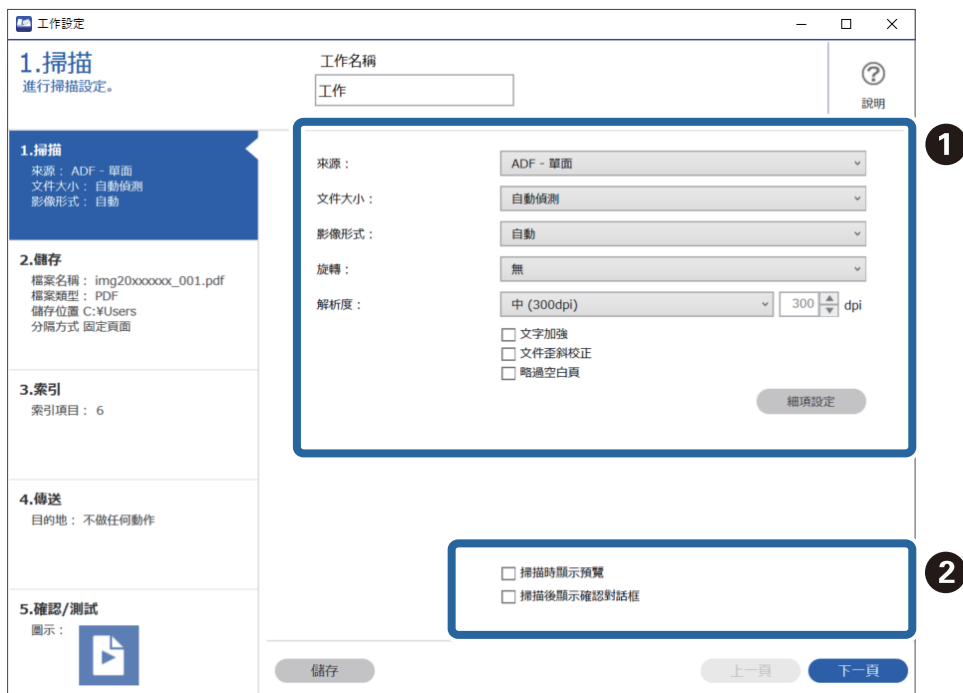 工作設定
1.掃描
進行掃描設定。
工作名稱
工作
說明
1.掃描
來源： ADF - 單面
文件大小： 自動偵測
影像形式： 自動
2.儲存
檔案名稱： img20xxxxxx_001.pdf
檔案類型： PDF
儲存位置 C:¥Users
分隔方式 固定頁面
3.索引
索引項目： 6
4.傳送
目的地： 不做任何動作
5.確認/測試
圖示：
1
來源： ADF - 單面
文件大小： 自動偵測
影像形式： 自動
旋轉： 無
解析度： 中 (300dpi) 300 dpi
文字加強
文件歪斜校正
略過空白頁
細項設定
2
掃描時顯示預覽
掃描後顯示確認對話框
儲存 上一頁 下一頁